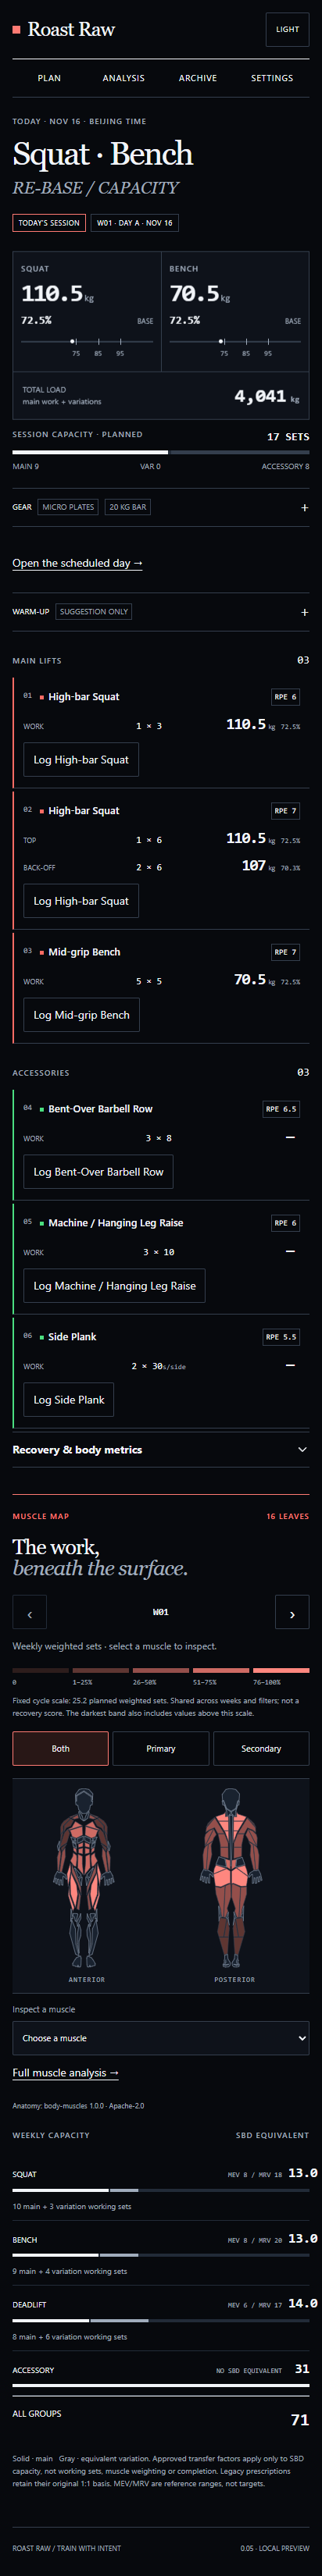 Roast Raw
LIGHT
PLAN ANALYSIS ARCHIVE SETTINGS
TODAY · NOV 16 · BEIJING TIME
Squat · Bench
RE-BASE / CAPACITY
TODAY'S SESSION W01 · DAY A · NOV 16
SQUAT BENCH
110.5 kg 70.5 kg
72.5% BASE 72.5% BASE
75 85 95 75 85 95
TOTAL LOAD
main work + variations
4,041 kg
SESSION CAPACITY · PLANNED 17 SETS
MAIN 9 VAR 0 ACCESSORY 8
GEAR MICRO PLATES 20 KG BAR +
Open the scheduled day →
WARM-UP SUGGESTION ONLY +
MAIN LIFTS 03
01 High-bar Squat RPE 6
WORK 1 × 3 110.5 kg 72.5%
Log High-bar Squat
02 High-bar Squat RPE 7
TOP 1 × 6 110.5 kg 72.5%
BACK-OFF 2 × 6 107 kg 70.3%
Log High-bar Squat
03 Mid-grip Bench RPE 7
WORK 5 × 5 70.5 kg 72.5%
Log Mid-grip Bench
ACCESSORIES 03
04 Bent-Over Barbell Row RPE 6.5
WORK 3 × 8 —
Log Bent-Over Barbell Row
05 Machine / Hanging Leg Raise RPE 6
WORK 3 × 10 —
Log Machine / Hanging Leg Raise
06 Side Plank RPE 5.5
WORK 2 × 30s/side —
Log Side Plank
Recovery & body metrics
MUSCLE MAP 16 LEAVES
The work,
beneath the surface.
‹ W01 ›
Weekly weighted sets · select a muscle to inspect.
0 1–25% 26–50% 51–75% 76–100%
Fixed cycle scale: 25.2 planned weighted sets. Shared across weeks and filters; not a
recovery score. The darkest band also includes values above this scale.
Both Primary Secondary
ANTERIOR POSTERIOR
Inspect a muscle
Choose a muscle
Full muscle analysis →
Anatomy: body-muscles 1.0.0 · Apache-2.0
WEEKLY CAPACITY SBD EQUIVALENT
SQUAT MEV 8 / MRV 18 13.0
10 main + 3 variation working sets
BENCH MEV 8 / MRV 20 13.0
9 main + 4 variation working sets
DEADLIFT MEV 6 / MRV 17 14.0
8 main + 6 variation working sets
ACCESSORY NO SBD EQUIVALENT 31
ALL GROUPS 71
Solid · main Gray · equivalent variation. Approved transfer factors apply only to SBD
capacity, not working sets, muscle weighting or completion. Legacy prescriptions
retain their original 1:1 basis. MEV/MRV are reference ranges, not targets.
ROAST RAW / TRAIN WITH INTENT 0.05 · LOCAL PREVIEW